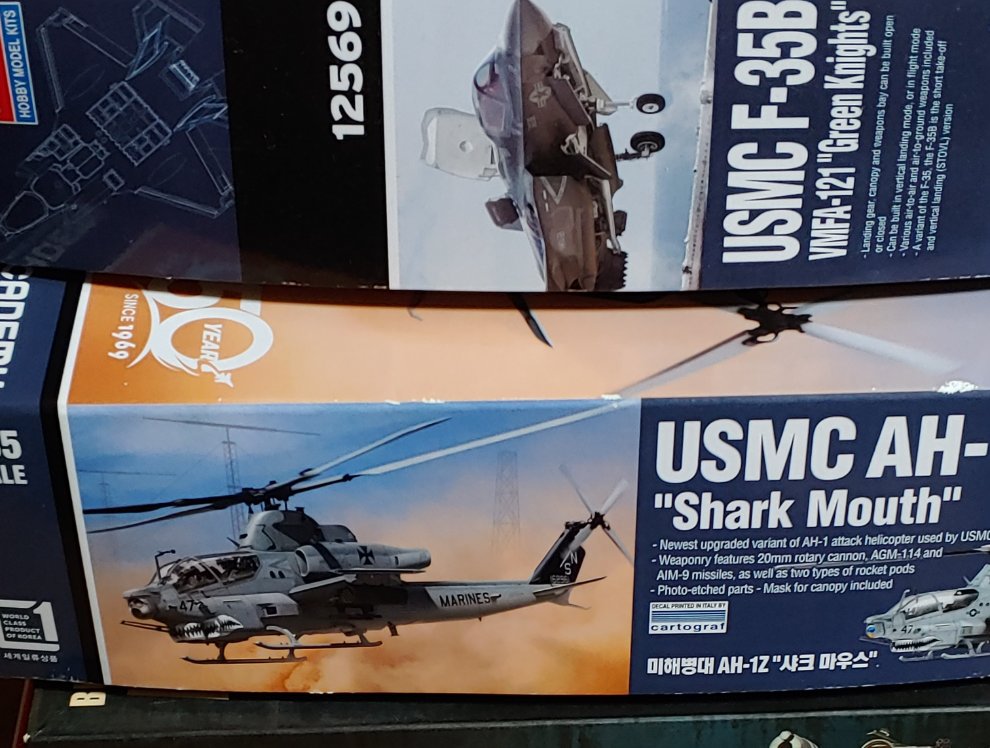 HOBBY MODEL KITS
12569
USMC F-35B
VMFA-121 "Green Knights"
- Landing gear, canopy and weapons bay can be built open
or closed
- Can be built in vertical landing mode, or in flight mode
- Various air-to-air and air-to-ground weapons included
- A variant of the F-35, the F-35B is the short take-off
and vertical landing (STOVL) version
SINCE 1969
50
YEARS
USMC AH-
"Shark Mouth"
- Newest upgraded variant of AH-1 attack helicopter used by USMC
- Weaponry features 20mm rotary cannon, AGM-114 and
AIM-9 missiles, as well as two types of rocket pods
- Photo-etched parts - Mask for canopy included
DECAL PRINTED IN ITALY BY
cartograf
미해병대 AH-1Z "샤크 마우스"
MARINES
SN
47
47
1
WORLD
CLASS
PRODUCT
OF KOREA
세계일류상품
B